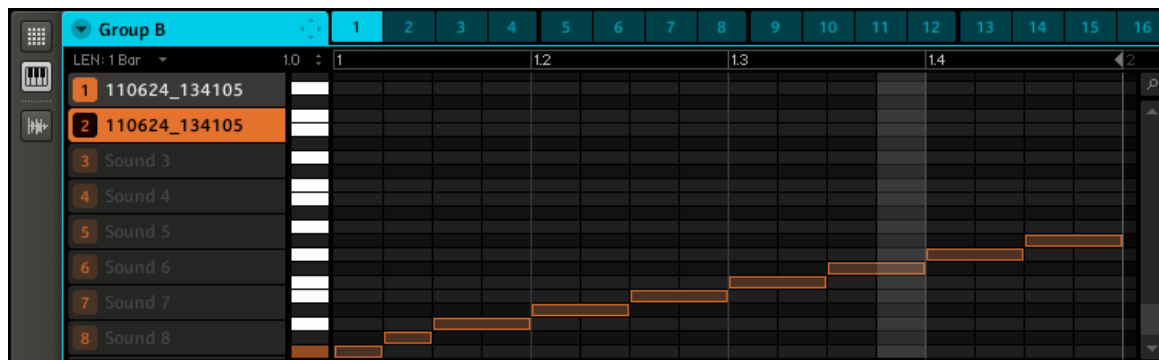 Group B 1 2 3 4 5 6 7 8 9 10 11 12 13 14 15 16
LEN: 1 Bar 1.0 1 1.2 1.3 1.4 2
1 110624_134105
2 110624_134105
3 Sound 3
4 Sound 4
5 Sound 5
6 Sound 6
7 Sound 7
8 Sound 8